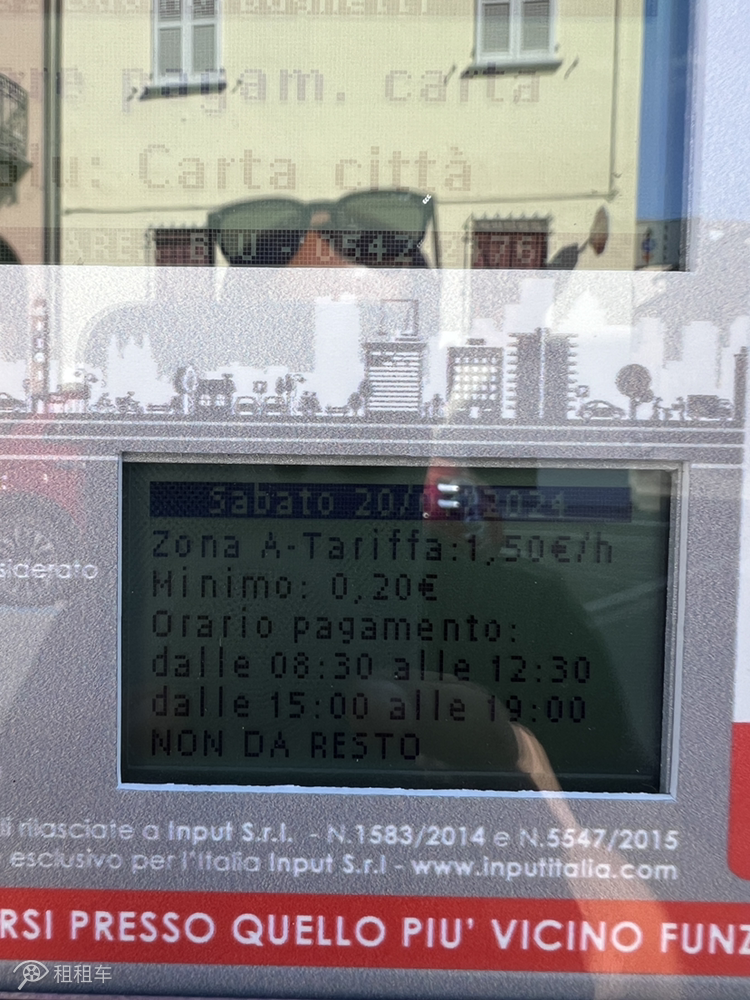 pagam. carta
Carta città
Sabato 20/ 2024
Zona A-Tariffa:1,50€/h
Minimo: 0,20€
Orario pagamento:
dalle 08:30 alle 12:30
dalle 15:00 alle 19:00
NON DA RESTO
siderato
rilasciate a Input S.r.l. - N.1583/2014 e N.5547/2015
esclusivo per l'Italia Input S.r.l - www.inputitalia.com
RSI PRESSO QUELLO PIU' VICINO FUNZ
租租车